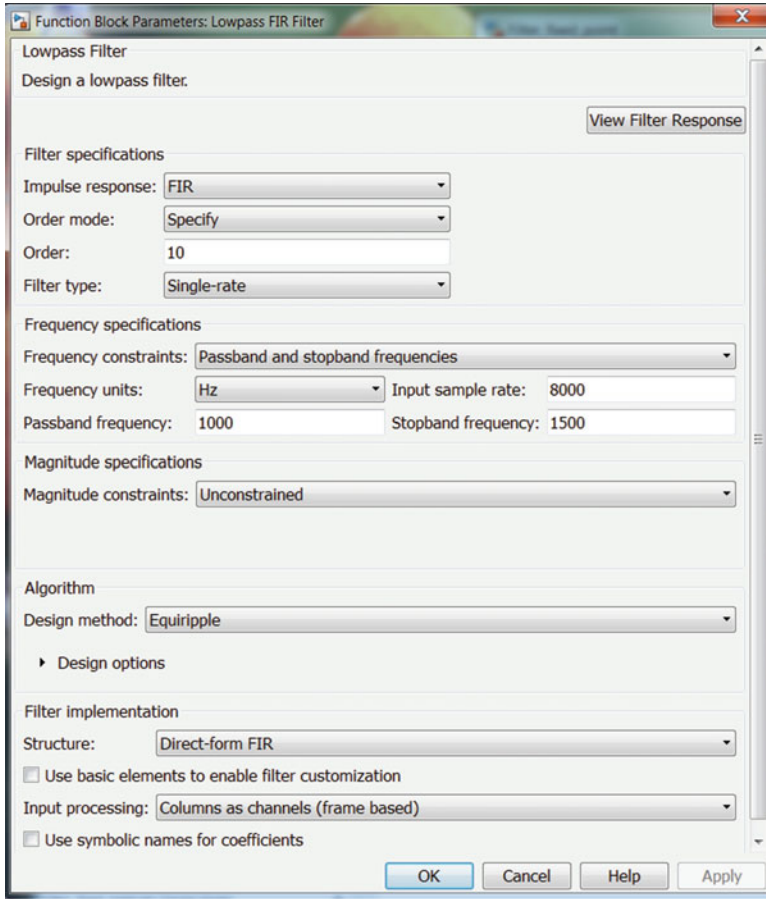 Function Block Parameters: Lowpass FIR Filter
Lowpass Filter
Design a lowpass filter.
View Filter Response
Filter specifications
Impulse response: FIR
Order mode: Specify
Order: 10
Filter type: Single-rate
Frequency specifications
Frequency constraints: Passband and stopband frequencies
Frequency units: Hz Input sample rate: 8000
Passband frequency: 1000 Stopband frequency: 1500
Magnitude specifications
Magnitude constraints: Unconstrained
Algorithm
Design method: Equiripple
Design options
Filter implementation
Structure: Direct-form FIR
Use basic elements to enable filter customization
Input processing: Columns as channels (frame based)
Use symbolic names for coefficients
OK Cancel Help Apply